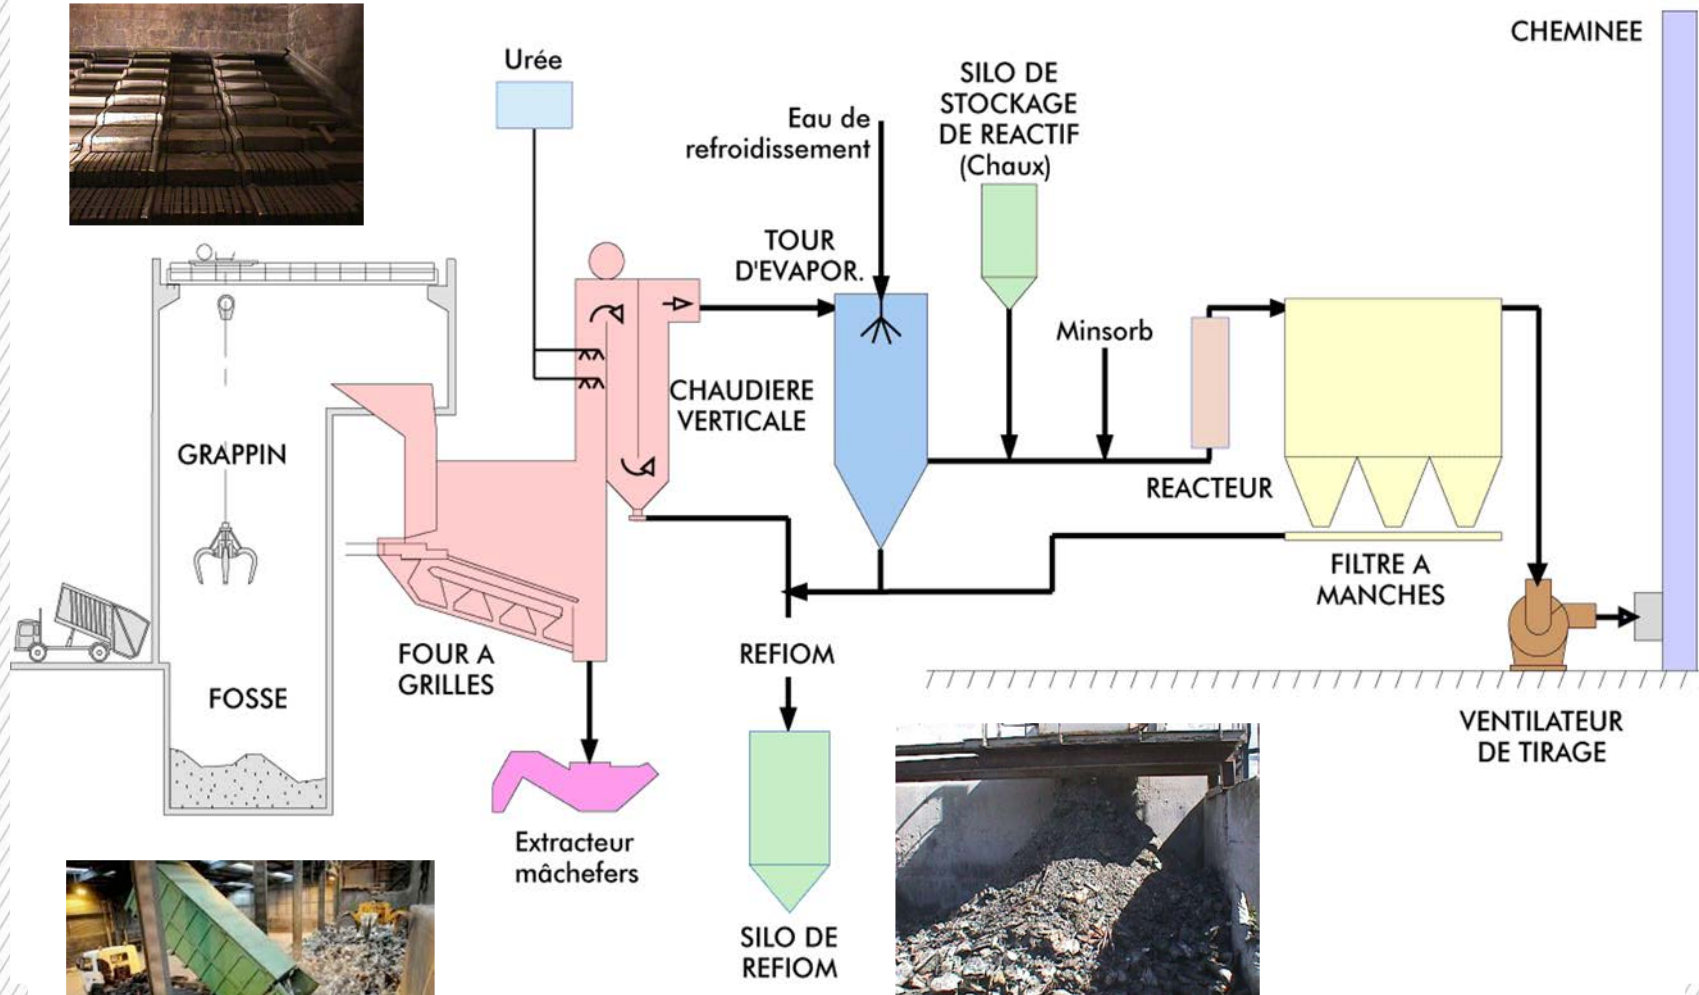 CHEMINEE
Urée
SILO DE
STOCKAGE
DE REACTIF
(Chaux)
Eau de
refroidissement
TOUR
D'EVAPOR.
Minsorb
CHAUDIERE
VERTICALE
GRAPPIN
REACTEUR
FILTRE A
MANCHES
FOUR A
GRILLES
REFIOM
FOSSE
VENTILATEUR
DE TIRAGE
Extracteur
mâchefers
SILO DE
REFIOM